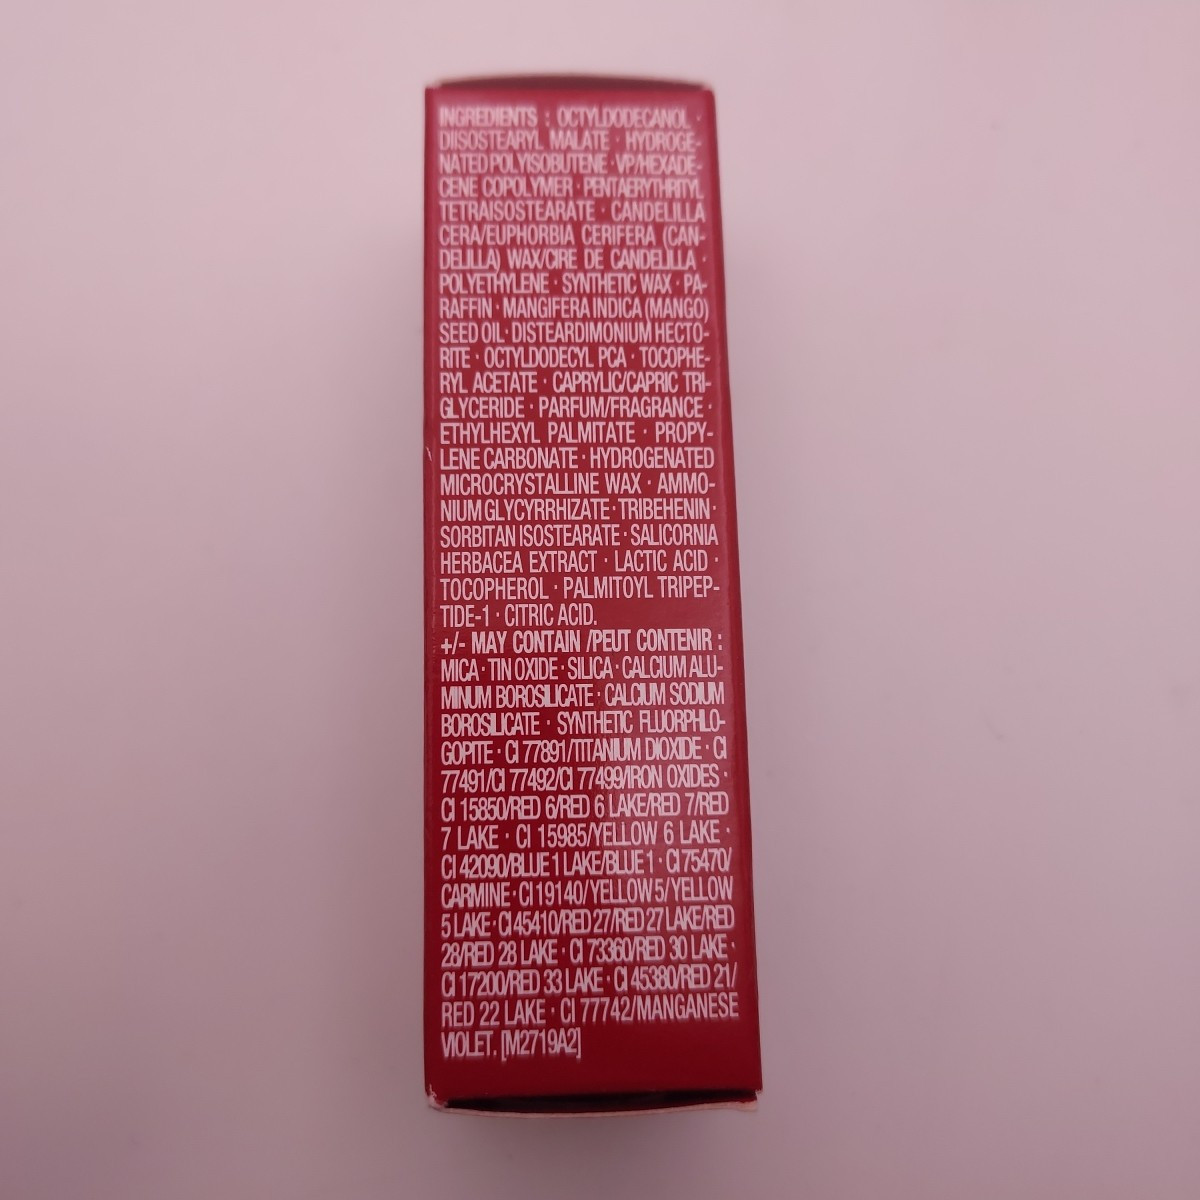 INGREDIENTS : OCTYLDODECANOL ·
DIISOSTEARYL MALATE · HYDROGE-
NATED POLYISOBUTENE · VP/HEXADE-
CENE COPOLYMER · PENTAERYTHRITYL
TETRAISOSTEARATE · CANDELILLA
CERA/EUPHORBIA CERIFERA (CAN-
DELILLA) WAX/CIRE DE CANDELILLA ·
POLYETHYLENE · SYNTHETIC WAX · PA-
RAFFIN · MANGIFERA INDICA (MANGO)
SEED OIL · DISTEARDIMONIUM HECTO-
RITE · OCTYLDODECYL PCA · TOCOPHE-
RYL ACETATE · CAPRYLIC/CAPRIC TRI-
GLYCERIDE · PARFUM/FRAGRANCE ·
ETHYLHEXYL PALMITATE · PROPY-
LENE CARBONATE · HYDROGENATED
MICROCRYSTALLINE WAX · AMMO-
NIUM GLYCYRRHIZATE · TRIBEHENIN ·
SORBITAN ISOSTEARATE · SALICORNIA
HERBACEA EXTRACT · LACTIC ACID ·
TOCOPHEROL · PALMITOYL TRIPEP-
TIDE-1 · CITRIC ACID.
+/- MAY CONTAIN /PEUT CONTENIR :
MICA · TIN OXIDE · SILICA · CALCIUM ALU-
MINUM BOROSILICATE · CALCIUM SODIUM
BOROSILICATE · SYNTHETIC FLUORPHLO-
GOPITE · CI 77891/TITANIUM DIOXIDE · CI
77491/CI 77492/CI 77499/IRON OXIDES ·
CI 15850/RED 6/RED 6 LAKE/RED 7/RED
7 LAKE · CI 15985/YELLOW 6 LAKE ·
CI 42090/BLUE 1 LAKE/BLUE 1 · CI 75470/
CARMINE · CI 19140/YELLOW 5/YELLOW
5 LAKE · CI 45410/RED 27/RED 27 LAKE/RED
28/RED 28 LAKE · CI 73360/RED 30 LAKE ·
CI 17200/RED 33 LAKE · CI 45380/RED 21/
RED 22 LAKE · CI 77742/MANGANESE
VIOLET. [M2719A2]